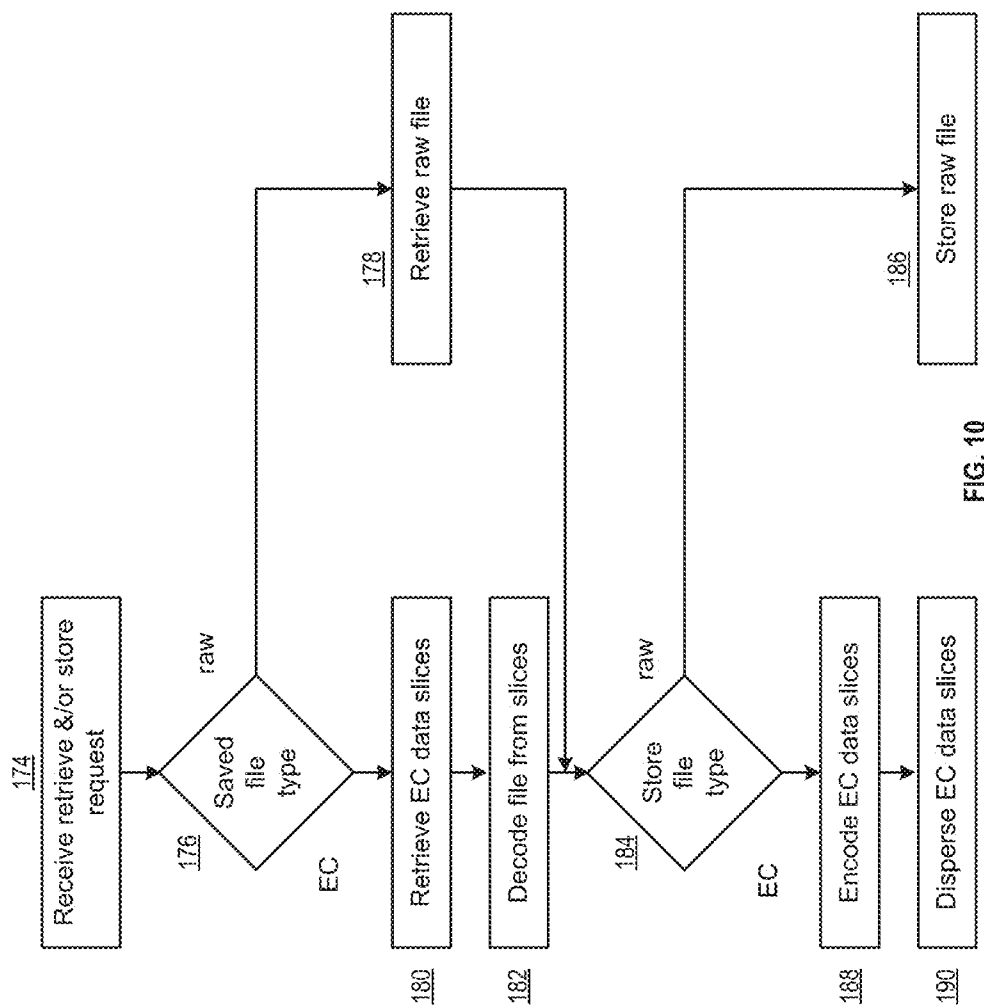 174
Receive retrieve &/or store
request
176
Saved
file
type
raw
EC
178
Retrieve raw file
180
Retrieve EC data slices
182
Decode file from slices
184
Store
file
type
raw
EC
186
Store raw file
188
Encode EC data slices
190
Disperse EC data slices
FIG. 10